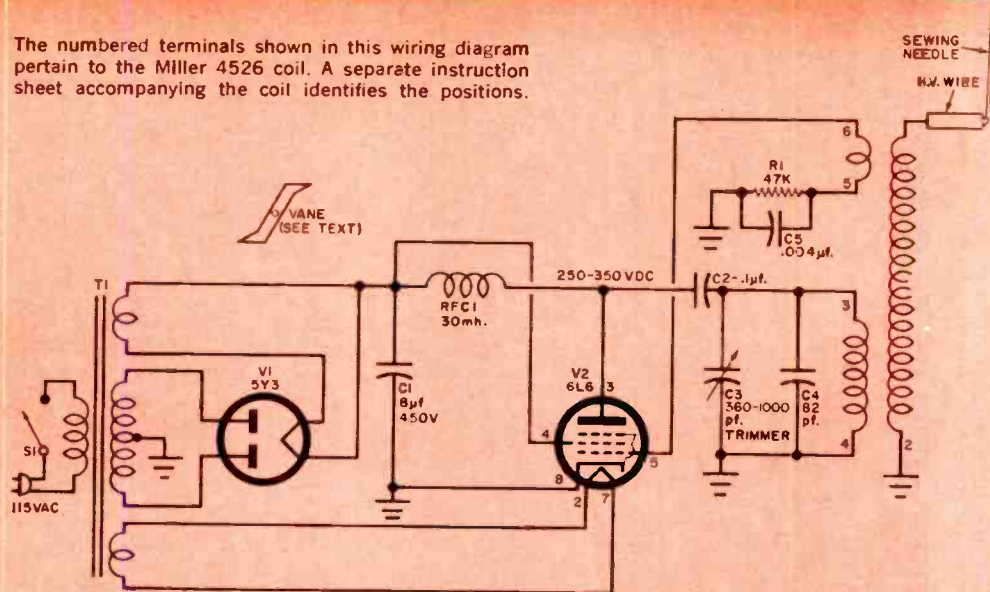 The numbered terminals shown in this wiring diagram
pertain to the Miller 4526 coil. A separate instruction
sheet accompanying the coil identifies the positions.
SEWING
NEEDLE
H.V. WIRE
6
R1
47K
5
C5
.004µf.
VANE
(SEE TEXT)
T1
250-350 VDC
C2-.1µf.
RFC1
30mh.
3
V1
5Y3
C1
8µf
450V
V2
6L6
3
C3
360-1000
pf.
TRIMMER
C4
82
pf.
4
5
4
2
S1
8
2
7
115VAC